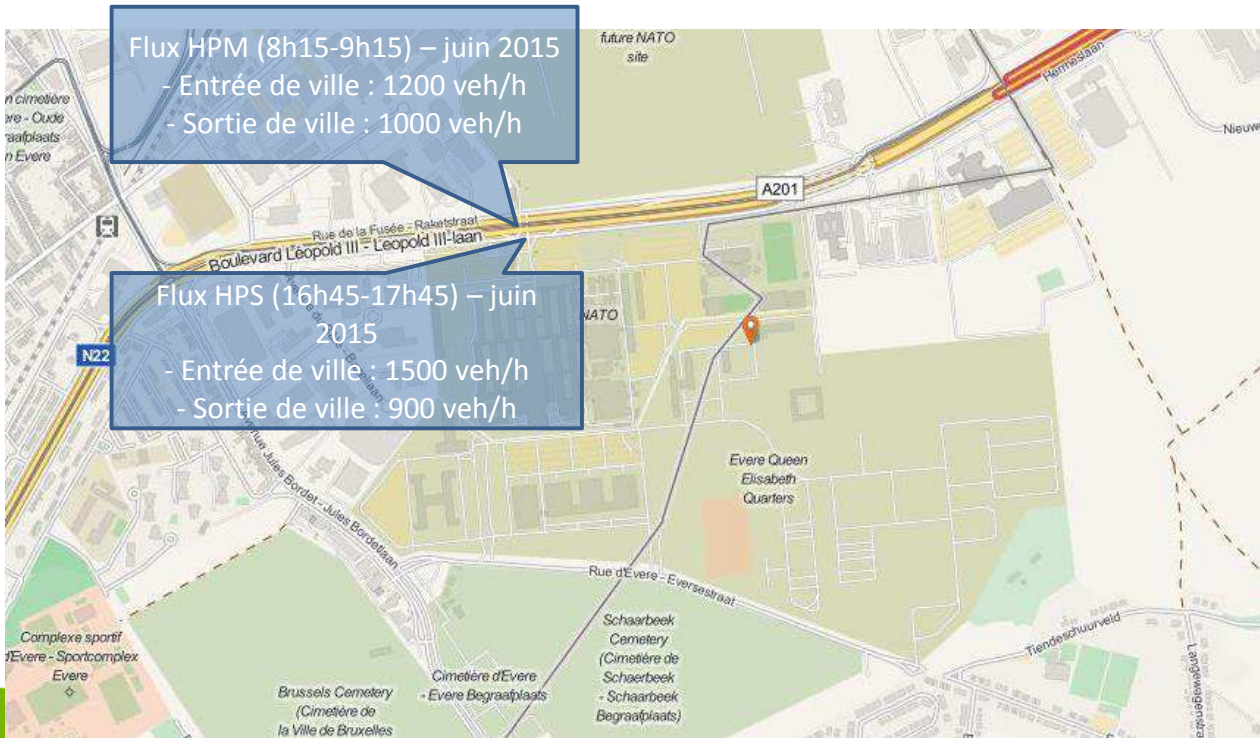 Flux HPM (8h15-9h15) – juin 2015
- Entrée de ville : 1200 veh/h
- Sortie de ville : 1000 veh/h
future NATO
site
Hermeslaan
n cimetière
ere - Oude
raafplaats
n Evere
Nieuw
A201
Rue de la Fusée - Raketstraat
Boulevard Léopold III - Leopold III-laan
Flux HPS (16h45-17h45) – juin
2015
- Entrée de ville : 1500 veh/h
- Sortie de ville : 900 veh/h
NATO
N22
Avenue Jules Bordet - Jules Bordetlaan
Evere Queen
Elisabeth
Quarters
Rue d'Evere - Eversestraat
Complexe sportif
d'Evere - Sportcomplex
Evere
Schaarbeek
Cemetery
(Cimetière de
Schaerbeek
- Schaarbeek
Begraafplaats)
Tiendeschuurveld
Langewagenstra
Cimetière d'Evere
- Evere Begraafplaats
Brussels Cemetery
(Cimetière de
la Ville de Bruxelles